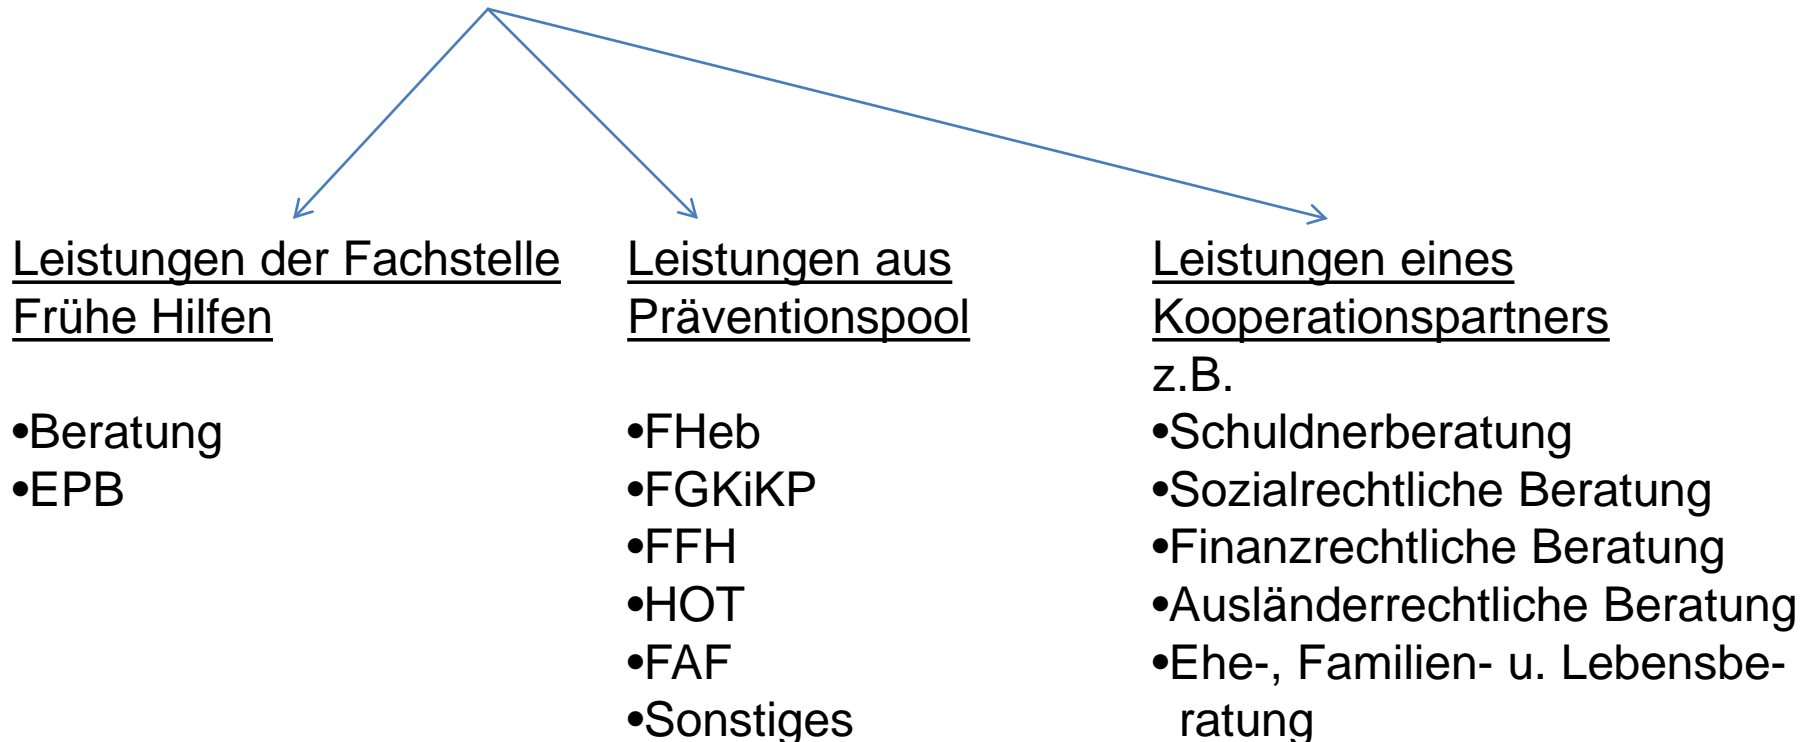 Leistungen der Fachstelle
Frühe Hilfen
•Beratung
•EPB
Leistungen aus
Präventionspool
•FHeb
•FGKiKP
•FFH
•HOT
•FAF
•Sonstiges
Leistungen eines
Kooperationspartners
z.B.
•Schuldnerberatung
•Sozialrechtliche Beratung
•Finanzrechtliche Beratung
•Ausländerrechtliche Beratung
•Ehe-, Familien- u. Lebensbe-
ratung